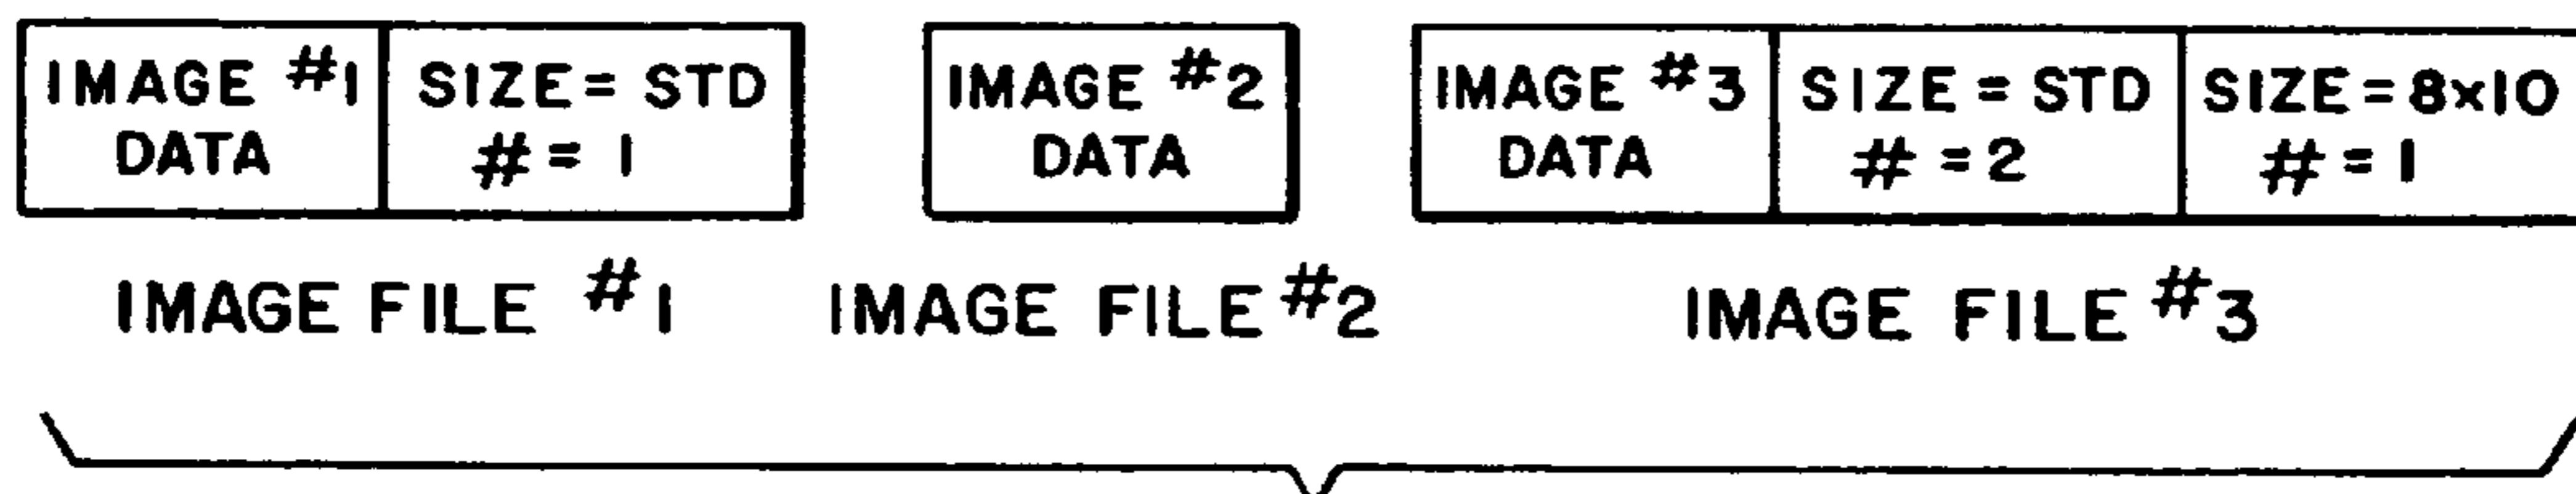 IMAGE #1 DATA
SIZE = STD # = 1
IMAGE #2 DATA
IMAGE #3 DATA
SIZE = STD # = 2
SIZE = 8x10 # = 1
IMAGE FILE #1
IMAGE FILE #2
IMAGE FILE #3